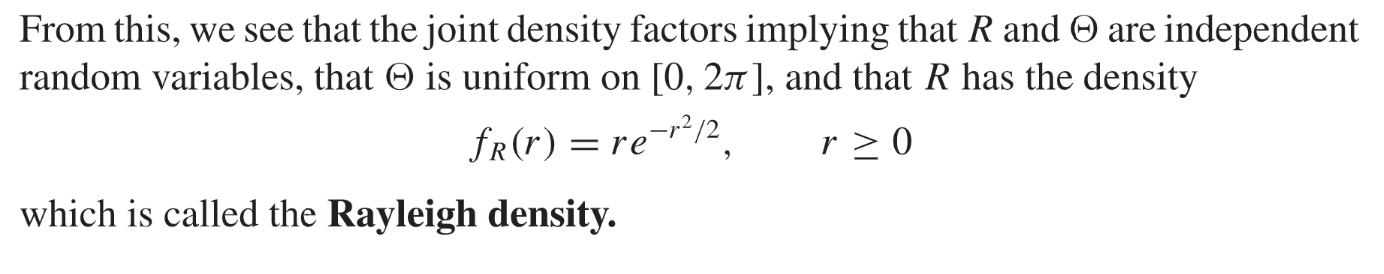 From this, we see that the joint density factors implying that R and Θ are independent
random variables, that Θ is uniform on [0, 2π], and that R has the density
f_R(r) = re^{−r²/2}, r ≥ 0
which is called the Rayleigh density.